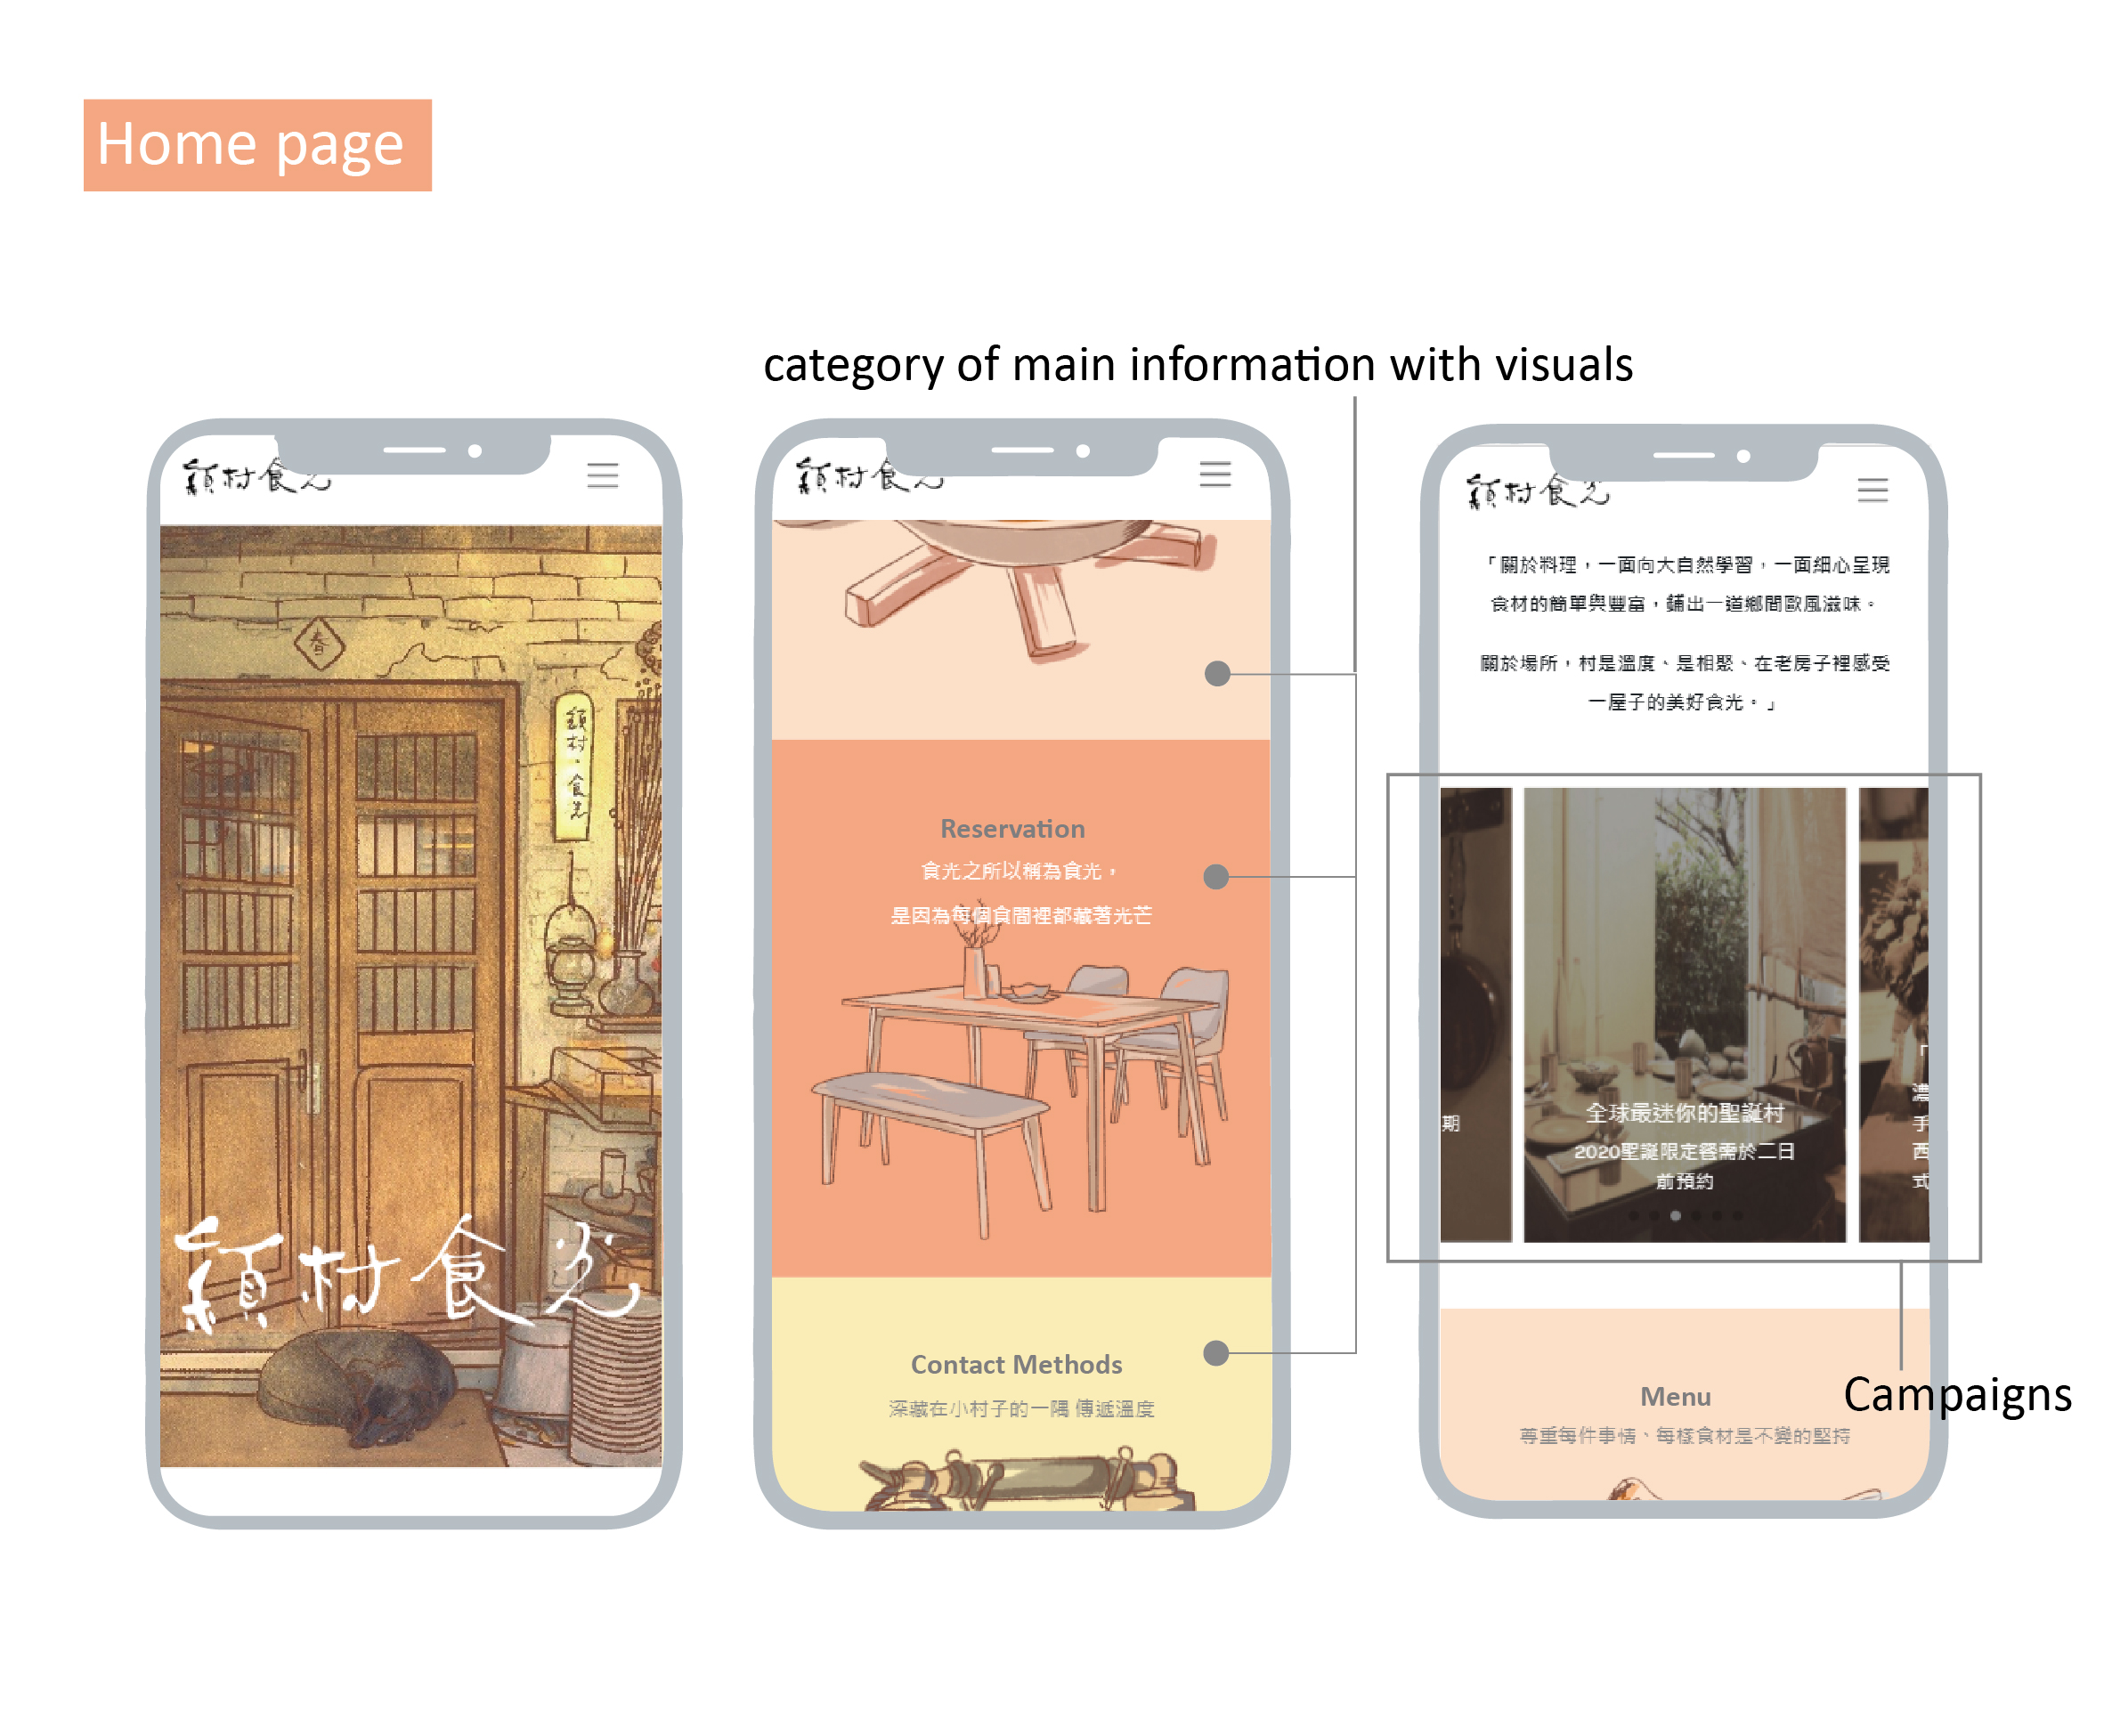 Home page
category of main information with visuals
穎村食光
春
穎村・食光
穎村食光
穎村食光
Reservation
食光之所以稱為食光，
是因為每個食間裡都藏著光芒
Contact Methods
深藏在小村子的一隅 傳遞溫度
穎村食光
「關於料理，一面向大自然學習，一面細心呈現
食材的簡單與豐富，鋪出一道鄉間歐風滋味。
關於場所，村是溫度、是相聚、在老房子裡感受
一屋子的美好食光。」
期
全球最迷你的聖誕村
2020聖誕限定餐需於二日
前預約
「
濃
手
西
式
Campaigns
Menu
尊重每件事情、每樣食材是不變的堅持